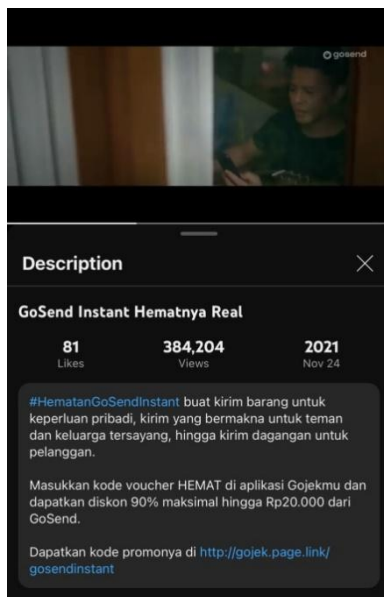 gosend
Description
GoSend Instant Hematnya Real
81
384,204
2021
Likes
Views
Nov 24
#HematanGoSendInstant buat kirim barang untuk
keperluan pribadi, kirim yang bermakna untuk teman
dan keluarga tersayang, hingga kirim dagangan untuk
pelanggan.
Masukkan kode voucher HEMAT di aplikasi Gojekmu dan
dapatkan diskon 90% maksimal hingga Rp20.000 dari
GoSend.
Dapatkan kode promonya di http://gojek.page.link/
gosendinstant